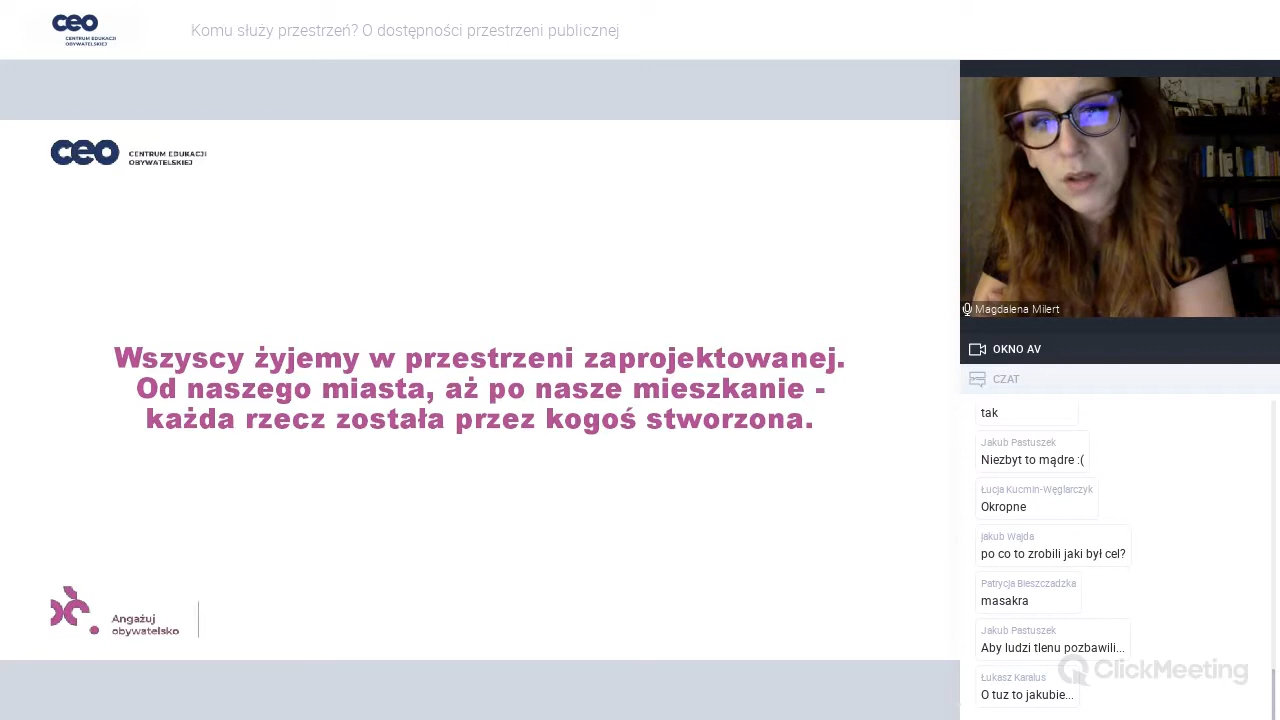 ceo
CENTRUM EDUKACJI
OBYWATELSKIEJ
Komu służy przestrzeń? O dostępności przestrzeni publicznej
ceo
CENTRUM EDUKACJI
OBYWATELSKIEJ
Wszyscy żyjemy w przestrzeni zaprojektowanej.
Od naszego miasta, aż po nasze mieszkanie -
każda rzecz została przez kogoś stworzona.
Angażuj
obywatelsko
Magdalena Milert
OKNO AV
CZAT
tak
Jakub Pastuszek
Niezbyt to mądre :(
Łucja Kucmin-Węglarczyk
Okropne
jakub Wajda
po co to zrobili jaki był cel?
Patrycja Bieszczadzka
masakra
Jakub Pastuszek
Aby ludzi tlenu pozbawili...
Łukasz Karalus
O tuz to jakubie...
ClickMeeting